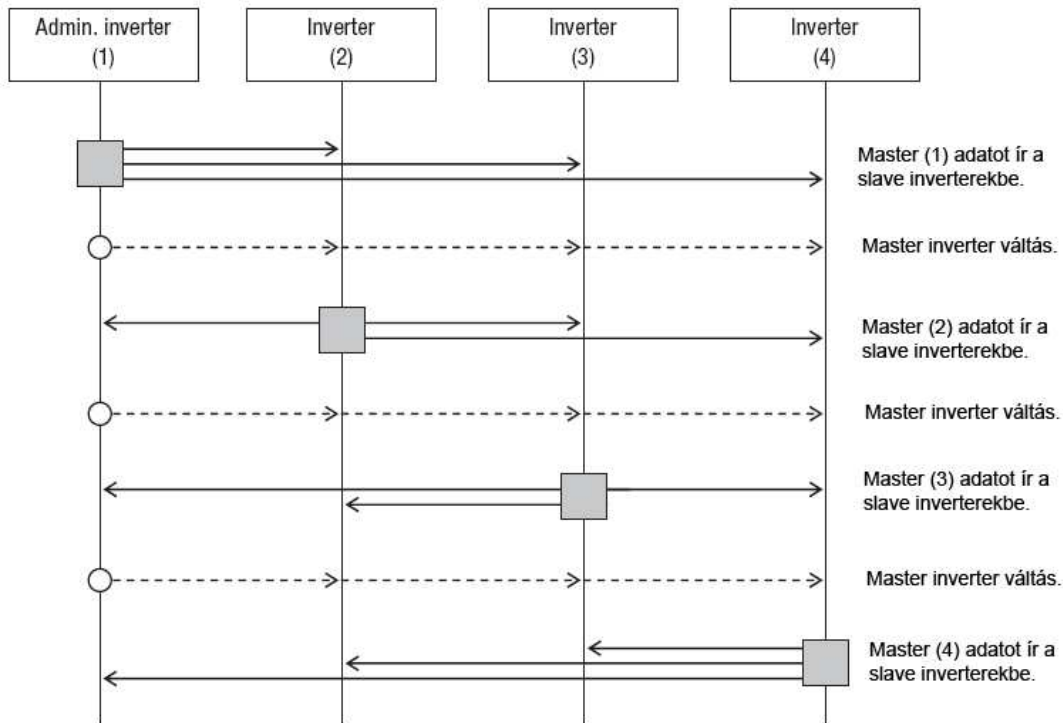 Admin. inverter
(1)
Inverter
(2)
Inverter
(3)
Inverter
(4)
Master (1) adatot ír a
slave inverterekbe.
Master inverter váltás.
Master (2) adatot ír a
slave inverterekbe.
Master inverter váltás.
Master (3) adatot ír a
slave inverterekbe.
Master inverter váltás.
Master (4) adatot ír a
slave inverterekbe.